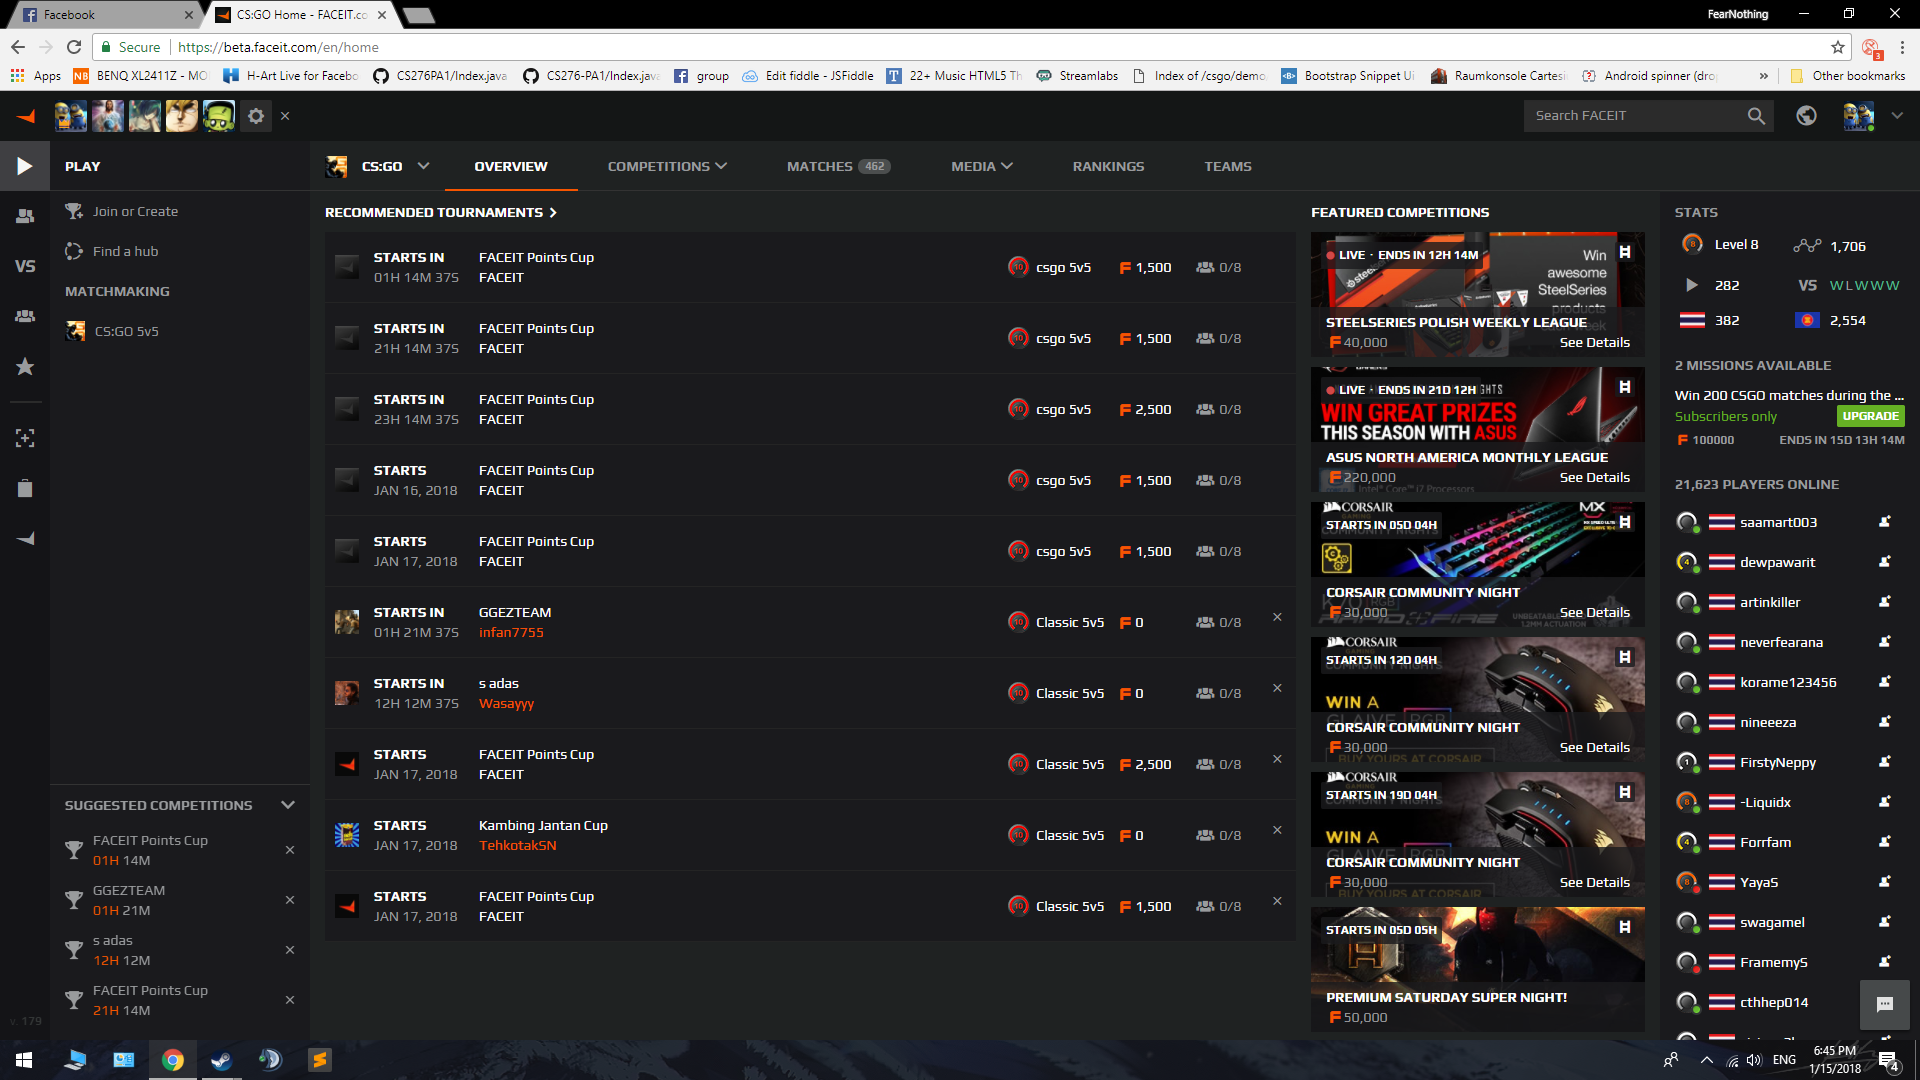 Facebook
CS:GO Home - FACEIT.co
FearNothing
Secure
https://beta.faceit.com/en/home
Apps
BENQ XL2411Z - MO
H-Art Live for Facebo
CS276PA1/Index.java
CS276-PA1/Index.java
group
Edit fiddle - JSFiddle
22+ Music HTML5 Th
Streamlabs
Index of /csgo/demo
Bootstrap Snippet Ui
Raumkonsole Cartesi
Android spinner (dro
Other bookmarks
Search FACEIT
PLAY
CS:GO
OVERVIEW
COMPETITIONS
MATCHES 462
MEDIA
RANKINGS
TEAMS
Join or Create
Find a hub
MATCHMAKING
CS:GO 5v5
VS
RECOMMENDED TOURNAMENTS
STARTS IN FACEIT Points Cup
01H 14M 37S FACEIT
csgo 5v5 1,500 0/8
STARTS IN FACEIT Points Cup
21H 14M 37S FACEIT
csgo 5v5 1,500 0/8
STARTS IN FACEIT Points Cup
23H 14M 37S FACEIT
csgo 5v5 2,500 0/8
STARTS FACEIT Points Cup
JAN 16, 2018 FACEIT
csgo 5v5 1,500 0/8
STARTS FACEIT Points Cup
JAN 17, 2018 FACEIT
csgo 5v5 1,500 0/8
STARTS IN GGEZTEAM
01H 21M 37S infan7755
Classic 5v5 0 0/8
STARTS IN s adas
12H 12M 37S Wasayyy
Classic 5v5 0 0/8
STARTS FACEIT Points Cup
JAN 17, 2018 FACEIT
Classic 5v5 2,500 0/8
STARTS Kambing Jantan Cup
JAN 17, 2018 TehkotakSN
Classic 5v5 0 0/8
STARTS FACEIT Points Cup
JAN 17, 2018 FACEIT
Classic 5v5 1,500 0/8
SUGGESTED COMPETITIONS
FACEIT Points Cup
01H 14M
GGEZTEAM
01H 21M
s adas
12H 12M
FACEIT Points Cup
21H 14M
v. 179
FEATURED COMPETITIONS
LIVE · ENDS IN 12H 14M
Win
awesome
SteelSeries
products
STEELSERIES POLISH WEEKLY LEAGUE
40,000 See Details
LIVE · ENDS IN 21D 12H
WIN GREAT PRIZES
THIS SEASON WITH ASUS
ASUS NORTH AMERICA MONTHLY LEAGUE
220,000 See Details
CORSAIR
MX
STARTS IN 05D 04H
CORSAIR COMMUNITY NIGHT
30,000 See Details
RAPIDFIRE
CORSAIR
STARTS IN 12D 04H
WIN A
GLAIVE RGB
CORSAIR COMMUNITY NIGHT
30,000 See Details
BUY YOURS AT CORSAIR
CORSAIR
STARTS IN 19D 04H
WIN A
GLAIVE RGB
CORSAIR COMMUNITY NIGHT
30,000 See Details
BUY YOURS AT CORSAIR
STARTS IN 05D 05H
PREMIUM SATURDAY SUPER NIGHT!
50,000
STATS
Level 8 1,706
282 VS W L W W W
382 2,554
2 MISSIONS AVAILABLE
Win 200 CSGO matches during the ...
Subscribers only UPGRADE
100000 ENDS IN 15D 13H 14M
21,623 PLAYERS ONLINE
saamart003
dewpawarit
artinkiller
neverfearana
korame123456
nineeeza
FirstyNeppy
-Liquidx
Forrfam
YayaS
swagamel
FramemyS
cthhep014
ENG
6:45 PM
1/15/2018
4